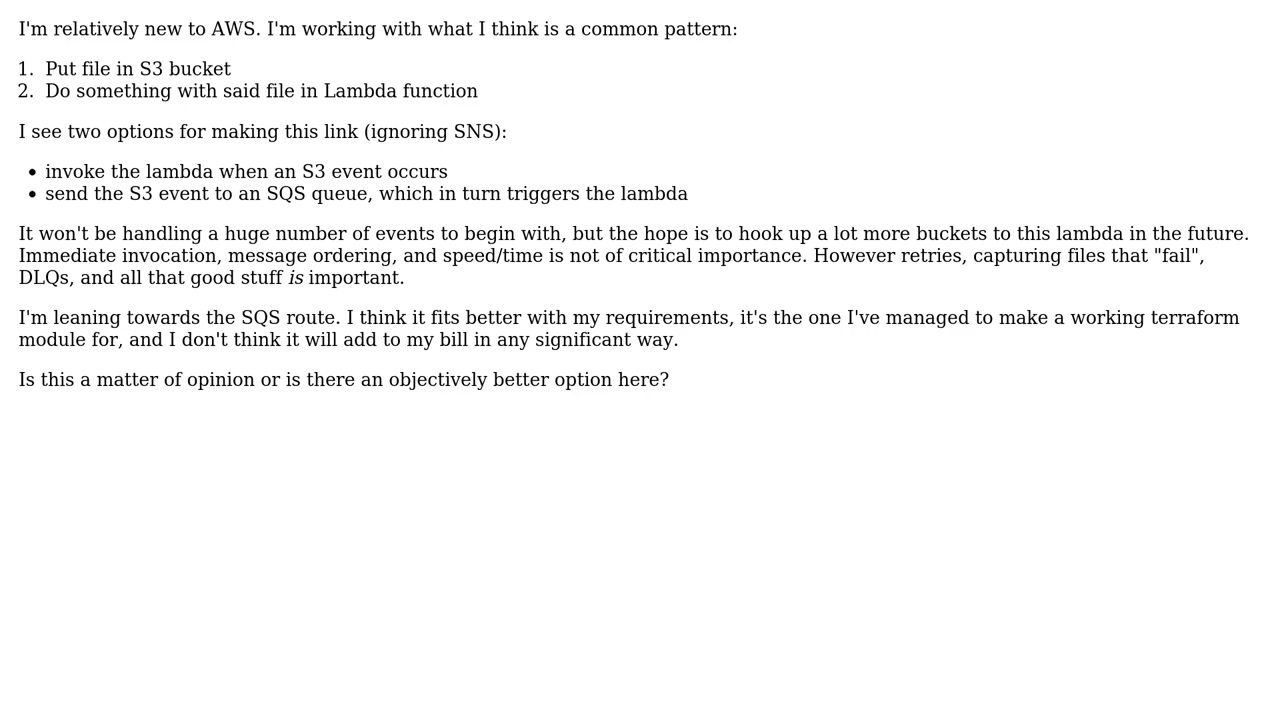 I'm relatively new to AWS. I'm working with what I think is a common pattern:
1. Put file in S3 bucket
2. Do something with said file in Lambda function
I see two options for making this link (ignoring SNS):
• invoke the lambda when an S3 event occurs
• send the S3 event to an SQS queue, which in turn triggers the lambda
It won't be handling a huge number of events to begin with, but the hope is to hook up a lot more buckets to this lambda in the future.
Immediate invocation, message ordering, and speed/time is not of critical importance. However retries, capturing files that "fail",
DLQs, and all that good stuff is important.
I'm leaning towards the SQS route. I think it fits better with my requirements, it's the one I've managed to make a working terraform
module for, and I don't think it will add to my bill in any significant way.
Is this a matter of opinion or is there an objectively better option here?